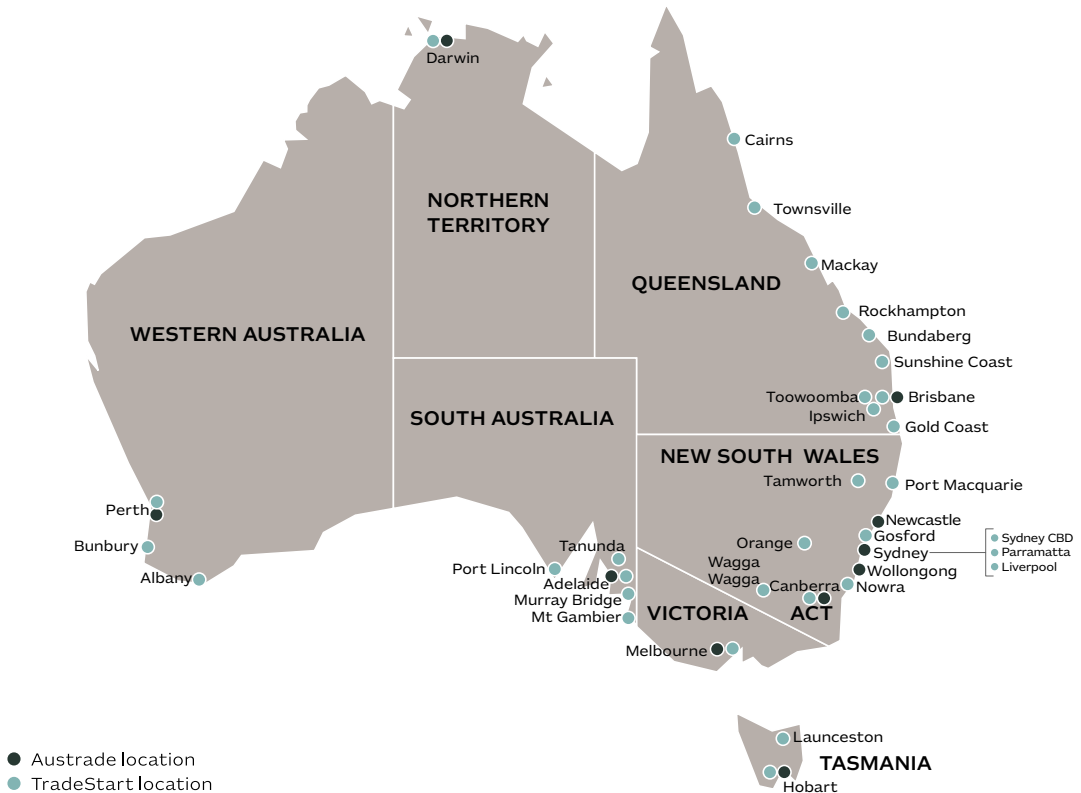 Darwin
Cairns
NORTHERN
TERRITORY
Townsville
Mackay
QUEENSLAND
Rockhampton
WESTERN AUSTRALIA
Bundaberg
Sunshine Coast
Toowoomba
Brisbane
Ipswich
SOUTH AUSTRALIA
Gold Coast
NEW SOUTH WALES
Tamworth
Port Macquarie
Perth
Newcastle
Gosford
Sydney
Sydney CBD
Parramatta
Liverpool
Bunbury
Tanunda
Orange
Wagga
Wagga
Port Lincoln
Wollongong
Albany
Adelaide
Canberra
Nowra
Murray Bridge
Mt Gambier
VICTORIA
ACT
Melbourne
Launceston
TASMANIA
Hobart
Austrade location
TradeStart location